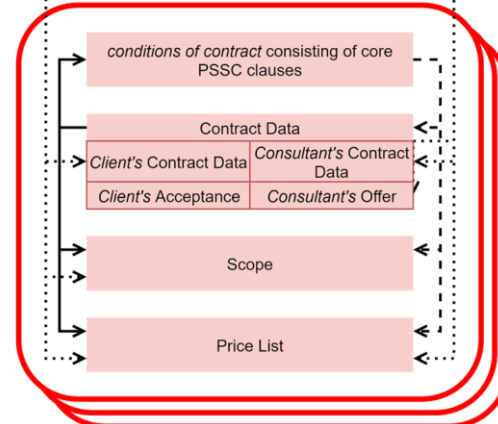 conditions of contract consisting of core
PSSC clauses
Contract Data
Client's Contract Data
Consultant's Contract
Data
Client's Acceptance
Consultant's Offer
Scope
Price List